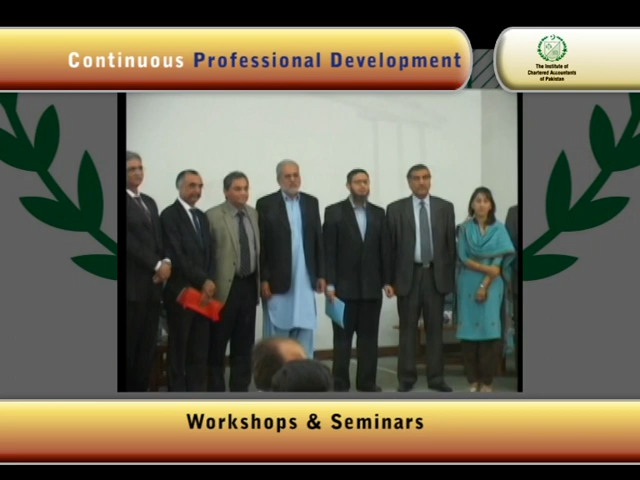 Continuous Professional Development
The Institute of
Chartered Accountants
of Pakistan
Workshops & Seminars